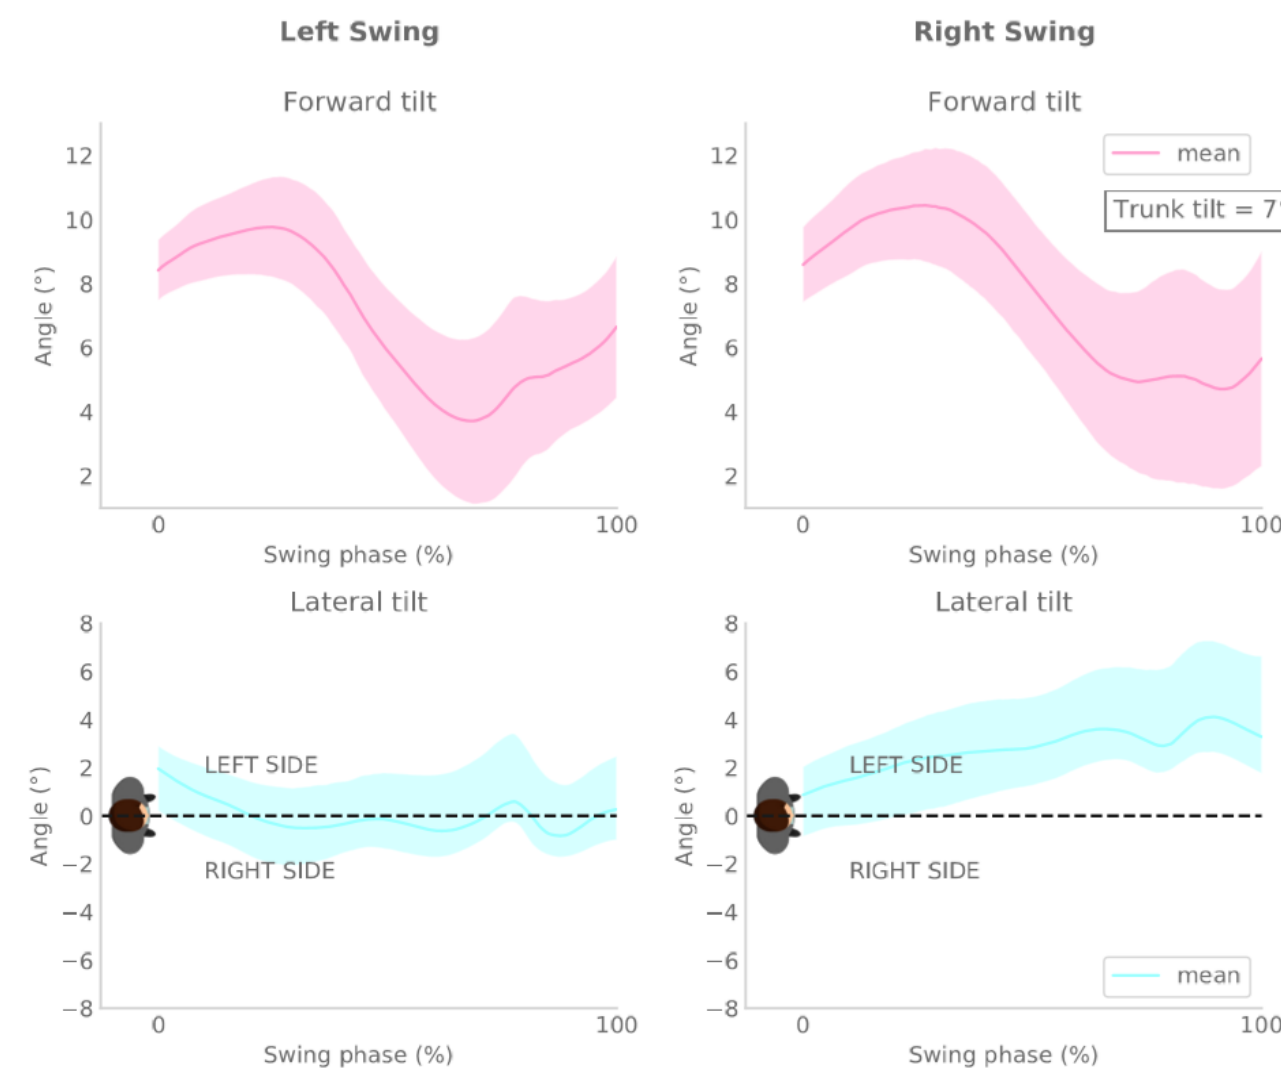 Left Swing
Right Swing
Forward tilt
Forward tilt
12
10
8
6
4
2
Angle (°)
0
100
Swing phase (%)
12
10
8
6
4
2
Angle (°)
0
100
Swing phase (%)
mean
Trunk tilt = 7°
Lateral tilt
Lateral tilt
8
6
4
2
0
−2
−4
−6
−8
Angle (°)
LEFT SIDE
RIGHT SIDE
0
100
Swing phase (%)
8
6
4
2
0
−2
−4
−6
−8
Angle (°)
LEFT SIDE
RIGHT SIDE
mean
0
100
Swing phase (%)